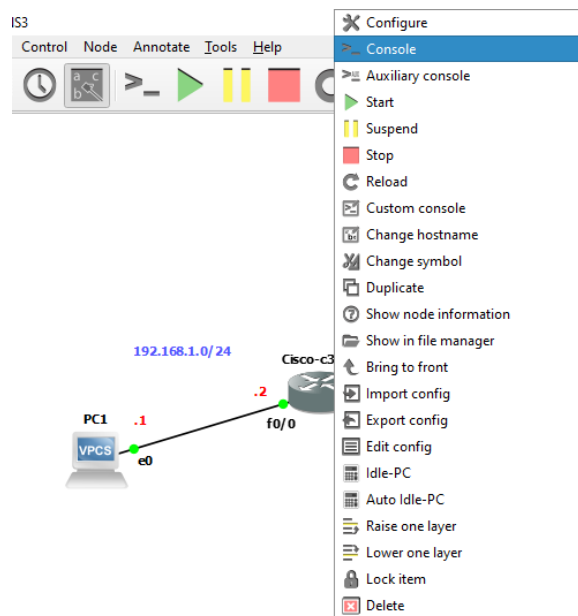 IS3
Control Node Annotate Tools Help
Configure
Console
Auxiliary console
Start
Suspend
Stop
Reload
Custom console
Change hostname
Change symbol
Duplicate
Show node information
Show in file manager
Bring to front
Import config
Export config
Edit config
Idle-PC
Auto Idle-PC
Raise one layer
Lower one layer
Lock item
Delete
192.168.1.0/24
Cisco-c3
.2
f0/0
PC1
.1
VPCS
e0